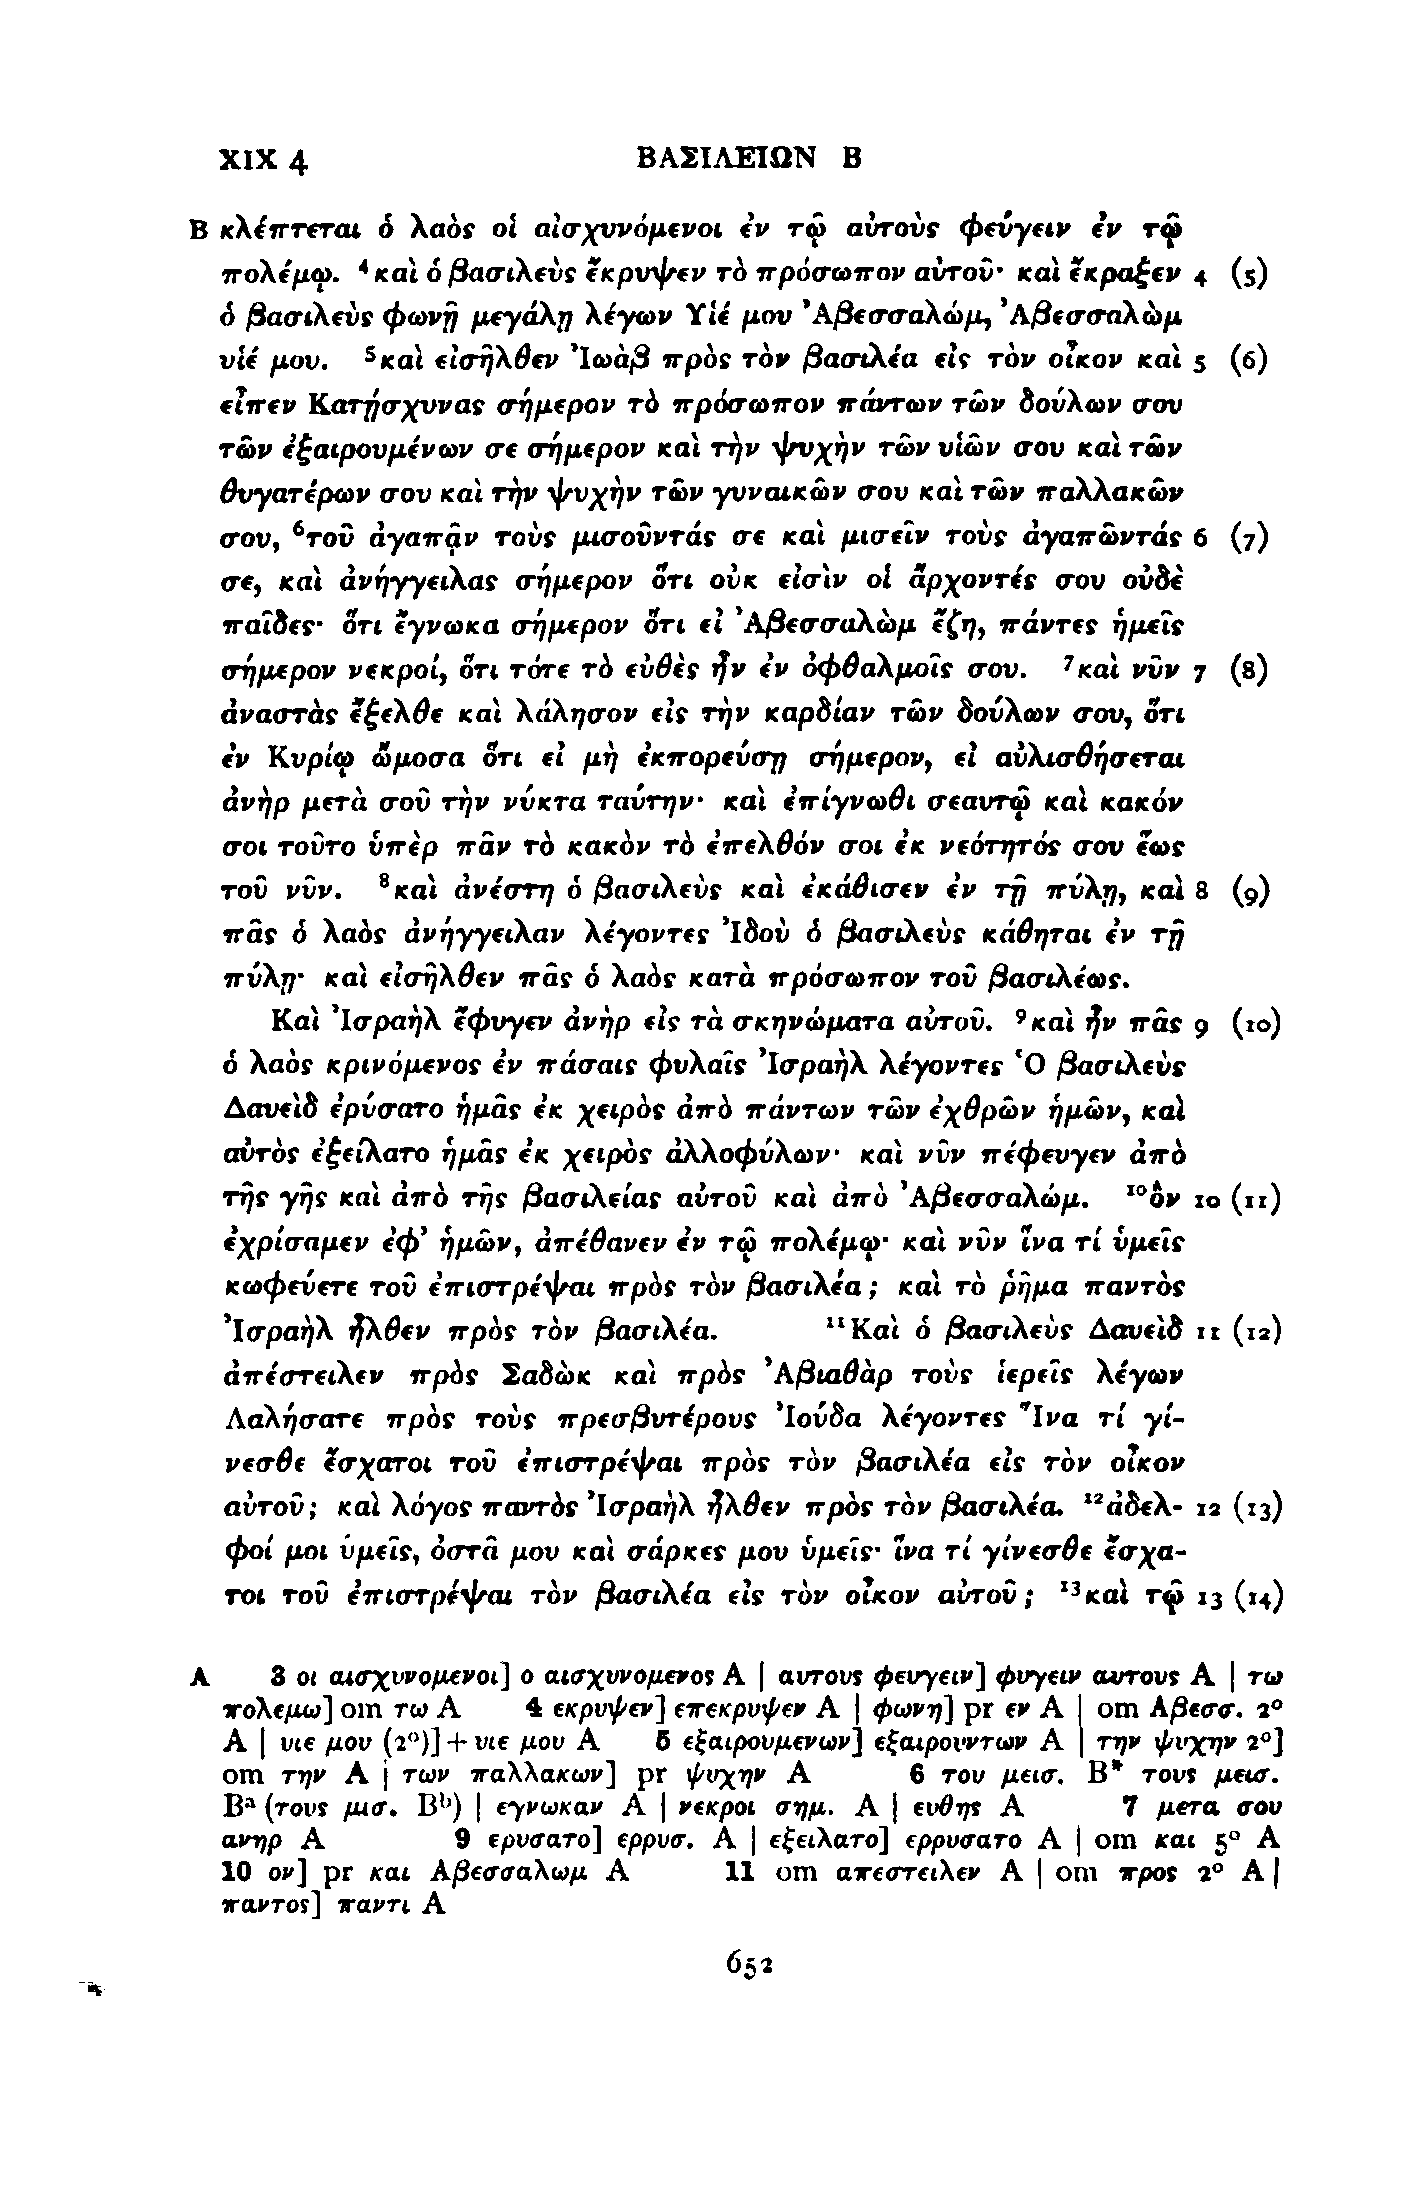 XIX 4 ΒΑΣΙΛΕΙΩΝ Β
B κλέπτεται ὁ λαὸς οἱ αἰσχυνόμενοι ἐν τῷ αὐτοὺς φεύγειν ἐν τῷ
πολέμῳ. ⁴καὶ ὁ βασιλεὺς ἔκρυψεν τὸ πρόσωπον αὐτοῦ· καὶ ἔκραξεν 4 (5)
ὁ βασιλεὺς φωνῇ μεγάλῃ λέγων Υἱέ μου Ἀβεσσαλώμ, Ἀβεσσαλὼμ
υἱέ μου. ⁵καὶ εἰσῆλθεν Ἰωὰβ πρὸς τὸν βασιλέα εἰς τὸν οἶκον καὶ 5 (6)
εἶπεν Κατῄσχυνας σήμερον τὸ πρόσωπον πάντων τῶν δούλων σου
τῶν ἐξαιρουμένων σε σήμερον καὶ τὴν ψυχὴν τῶν υἱῶν σου καὶ τῶν
θυγατέρων σου καὶ τὴν ψυχὴν τῶν γυναικῶν σου καὶ τῶν παλλακῶν
σου, ⁶τοῦ ἀγαπᾷν τοὺς μισοῦντάς σε καὶ μισεῖν τοὺς ἀγαπῶντάς 6 (7)
σε, καὶ ἀνήγγειλας σήμερον ὅτι οὐκ εἰσὶν οἱ ἄρχοντές σου οὐδὲ
παῖδες· ὅτι ἔγνωκα σήμερον ὅτι εἰ Ἀβεσσαλὼμ ἔζη, πάντες ἡμεῖς
σήμερον νεκροί, ὅτι τότε τὸ εὐθὲς ἦν ἐν ὀφθαλμοῖς σου. ⁷καὶ νῦν 7 (8)
ἀναστὰς ἔξελθε καὶ λάλησον εἰς τὴν καρδίαν τῶν δούλων σου, ὅτι
ἐν Κυρίῳ ὤμοσα ὅτι εἰ μὴ ἐκπορεύσῃ σήμερον, εἰ αὐλισθήσεται
ἀνὴρ μετὰ σοῦ τὴν νύκτα ταύτην· καὶ ἐπίγνωθι σεαυτῷ καὶ κακόν
σοι τοῦτο ὑπὲρ πᾶν τὸ κακὸν τὸ ἐπελθόν σοι ἐκ νεότητός σου ἕως
τοῦ νῦν. ⁸καὶ ἀνέστη ὁ βασιλεὺς καὶ ἐκάθισεν ἐν τῇ πύλῃ, καὶ 8 (9)
πᾶς ὁ λαὸς ἀνήγγειλαν λέγοντες Ἰδοὺ ὁ βασιλεὺς κάθηται ἐν τῇ
πύλῃ· καὶ εἰσῆλθεν πᾶς ὁ λαὸς κατὰ πρόσωπον τοῦ βασιλέως.
Καὶ Ἰσραὴλ ἔφυγεν ἀνὴρ εἰς τὰ σκηνώματα αὐτοῦ. ⁹καὶ ἦν πᾶς 9 (10)
ὁ λαὸς κρινόμενος ἐν πάσαις φυλαῖς Ἰσραὴλ λέγοντες Ὁ βασιλεὺς
Δαυεὶδ ἐρύσατο ἡμᾶς ἐκ χειρὸς ἀπὸ πάντων τῶν ἐχθρῶν ἡμῶν, καὶ
αὐτὸς ἐξείλατο ἡμᾶς ἐκ χειρὸς ἀλλοφύλων· καὶ νῦν πέφευγεν ἀπὸ
τῆς γῆς καὶ ἀπὸ τῆς βασιλείας αὐτοῦ καὶ ἀπὸ Ἀβεσσαλώμ. ¹⁰ὃν 10 (11)
ἐχρίσαμεν ἐφ’ ἡμῶν, ἀπέθανεν ἐν τῷ πολέμῳ· καὶ νῦν ἵνα τί ὑμεῖς
κωφεύετε τοῦ ἐπιστρέψαι πρὸς τὸν βασιλέα; καὶ τὸ ῥῆμα παντὸς
Ἰσραὴλ ἦλθεν πρὸς τὸν βασιλέα. ¹¹Καὶ ὁ βασιλεὺς Δαυεὶδ 11 (12)
ἀπέστειλεν πρὸς Σαδὼκ καὶ πρὸς Ἀβιαθὰρ τοὺς ἱερεῖς λέγων
Λαλήσατε πρὸς τοὺς πρεσβυτέρους Ἰούδα λέγοντες Ἵνα τί γί-
νεσθε ἔσχατοι τοῦ ἐπιστρέψαι πρὸς τὸν βασιλέα εἰς τὸν οἶκον
αὐτοῦ; καὶ λόγος παντὸς Ἰσραὴλ ἦλθεν πρὸς τὸν βασιλέα. ¹²ἀδελ- 12 (13)
φοί μοι ὑμεῖς, ὀστᾶ μου καὶ σάρκες μου ὑμεῖς· ἵνα τί γίνεσθε ἔσχα-
τοι τοῦ ἐπιστρέψαι τὸν βασιλέα εἰς τὸν οἶκον αὐτοῦ; ¹³καὶ τῷ 13 (14)
A 3 οι αισχυνομενοι] ο αισχυνομενος A | αυτους φευγειν] φυγειν αυτους A | τω
πολεμω] om τω A 4 εκρυψεν] επεκρυψεν A | φωνη] pr εν A | om Αβεσσ. 2°
A | υιε μου (2°)] + υιε μου A 5 εξαιρουμενων] εξαιρουντων A | την ψυχην 2°]
om την A | των παλλακων] pr ψυχην A 6 του μεισ. B* τους μεισ.
Bᵃ (τους μισ. Bᵇ) | εγνωκαν A | νεκροι σημ. A | ευθης A 7 μετα σου
ανηρ A 9 ερυσατο] ερρυσ. A | εξειλατο] ερρυσατο A | om και 5° A
10 ον] pr και Αβεσσαλωμ A 11 om απεστειλεν A | om προς 2° A |
παντος] παντι A
652